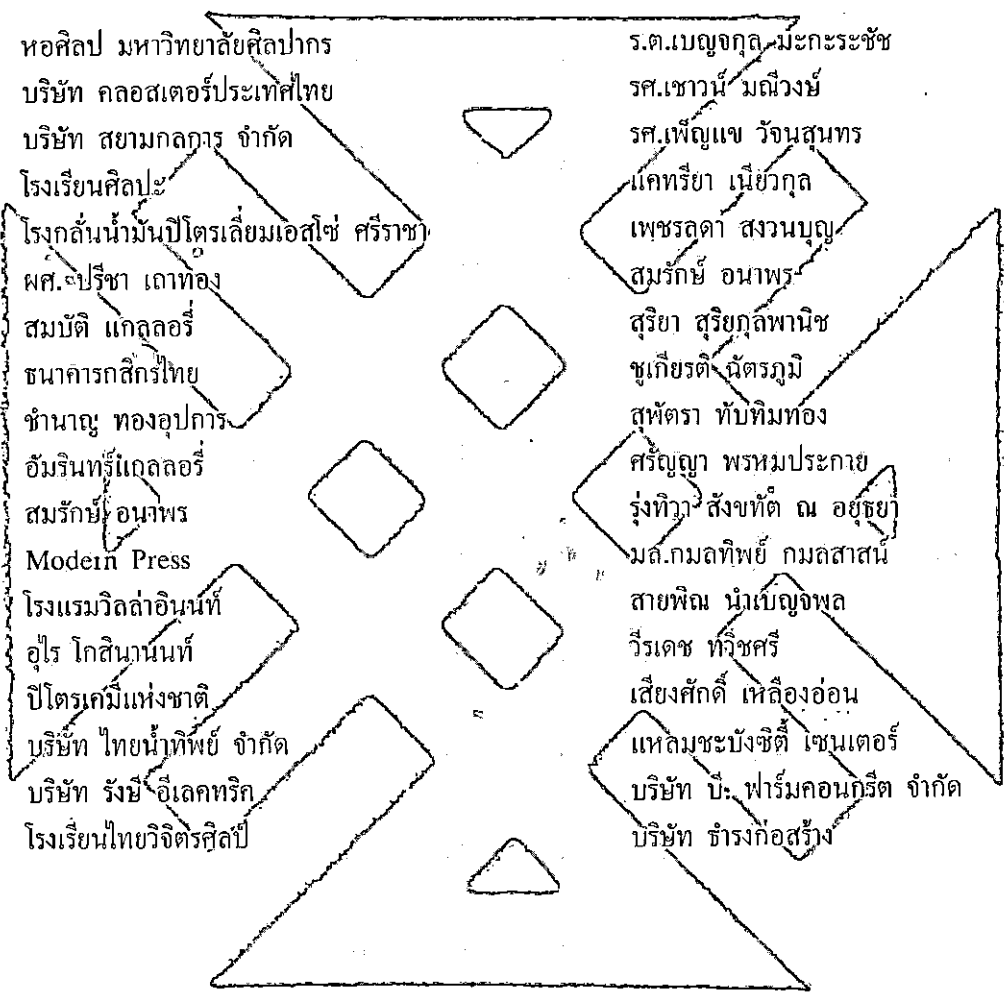 หอศิลป มหาวิทยาลัยศิลปากร
บริษัท คลอสเตอร์ประเทศไทย
บริษัท สยามกลการ จำกัด
โรงเรียนศิลปะ
โรงกลั่นน้ำมันปิโตรเลี่ยมเอสโซ่ ศรีราชา
ผศ. ปรีชา เถาทอง
สมบัติ แกลลอรี่
ธนาคารกสิกรไทย
ชำนาญ ทองอุปการ
อัมรินทร์แกลลอรี่
สมรักษ์ อนาพร
Modern Press
โรงแรมวิลล่าอินน์ท์
อุไร โกสินานนท์
ปิโตรเคมีแห่งชาติ
บริษัท ไทยน้ำทิพย์ จำกัด
บริษัท รังษี อีเลคทริค
โรงเรียนไทยวิจิตรศิลป์
ร.ต.เบญจกุล มะกะระชัช
รศ.เชาวน์ มณีวงษ์
รศ.เพ็ญแข วัจนสุนทร
แคทรียา เนียวกุล
เพชรลดา สงวนบุญ
สมรักษ์ อนาพร
สุริยา สุริยกุลพานิช
ชูเกียรติ ฉัตรภูมิ
สุพัตรา ทับทิมทอง
ศรัญญา พรหมประกาย
รุ่งทิวา สังขทัต ณ อยุธยา
มล.กมลทิพย์ กมลสาสน์
สายพิณ นำเบ็ญจพล
วีรเดช ทวิชศรี
เสียงศักดิ์ เหลืองอ่อน
แหลมฉะบังซิตี้ เซนเตอร์
บริษัท บี. ฟาร์มคอนกรีต จำกัด
บริษัท ธำรงก่อสร้าง